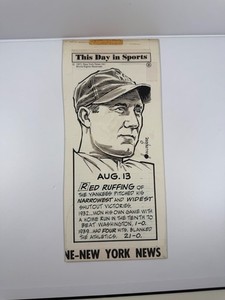 This Day in Sports
AUG. 13
RED RUFFING OF
THE YANKEES PITCHED HIS
NARROWEST AND WIDEST
SHUTOUT VICTORIES.
1932... WON HIS OWN GAME WITH
A HOME RUN IN THE TENTH TO
BEAT WASHINGTON, 1-0.
1939... AND FOUR HITS, BLANKED
THE ATHLETICS. 21-0.
NE-NEW YORK NEWS